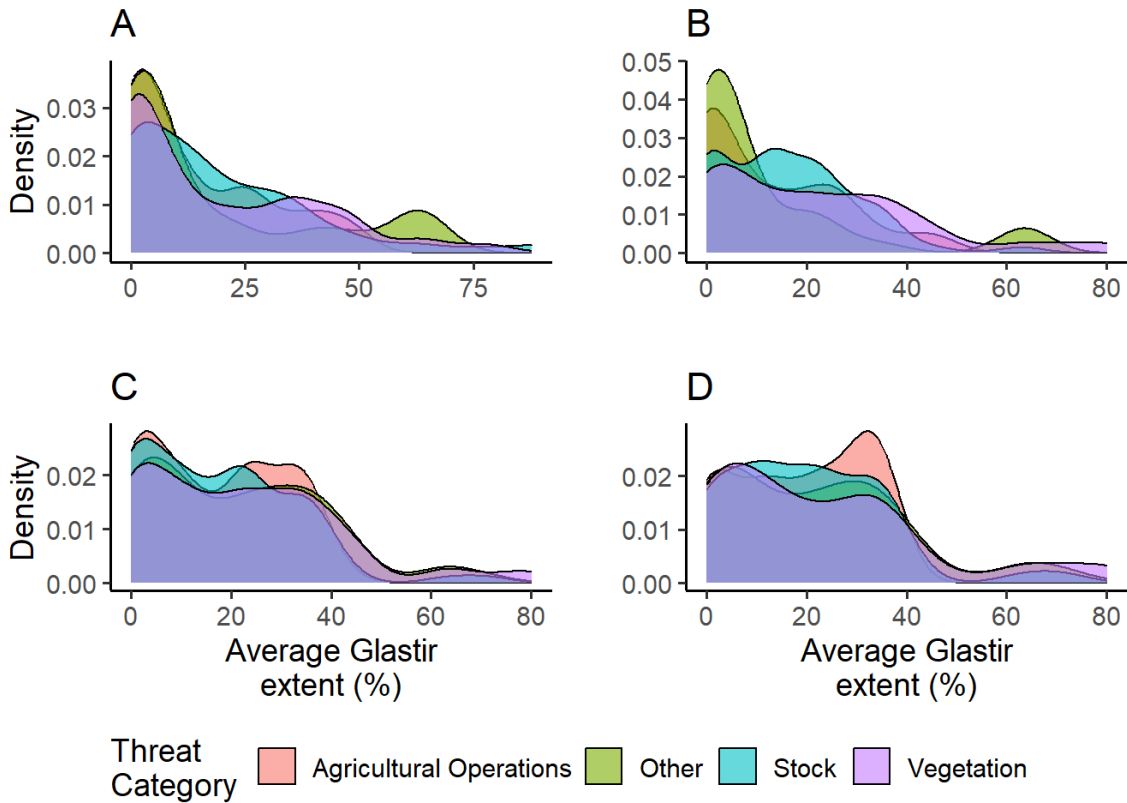 A
B
Density
0.03
0.02
0.01
0.00
0
25
50
75
0.05
0.04
0.03
0.02
0.01
0.00
0
20
40
60
80
C
D
Density
0.02
0.01
0.00
0
20
40
60
80
Average Glastir
extent (%)
0.02
0.01
0.00
0
20
40
60
80
Average Glastir
extent (%)
Threat
Category
Agricultural Operations
Other
Stock
Vegetation